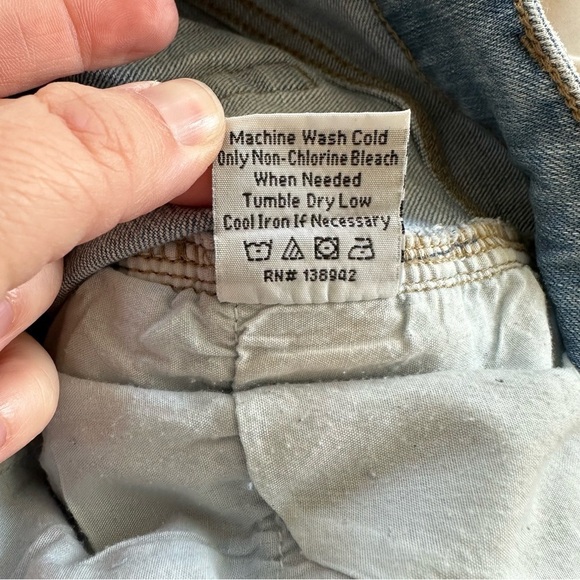 Machine Wash Cold
Only Non-Chlorine Bleach
When Needed
Tumble Dry Low
Cool Iron If Necessary
RN# 138942